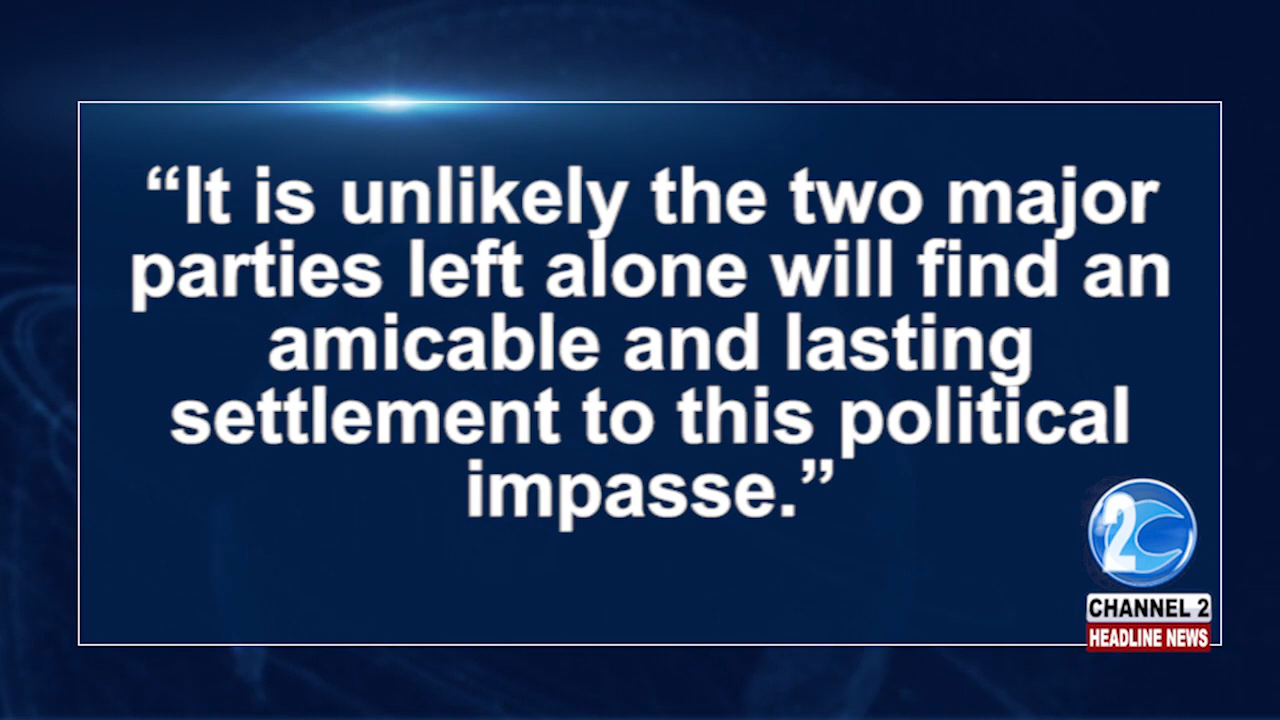 “It is unlikely the two major
parties left alone will find an
amicable and lasting
settlement to this political
impasse.”
2
CHANNEL 2
HEADLINE NEWS